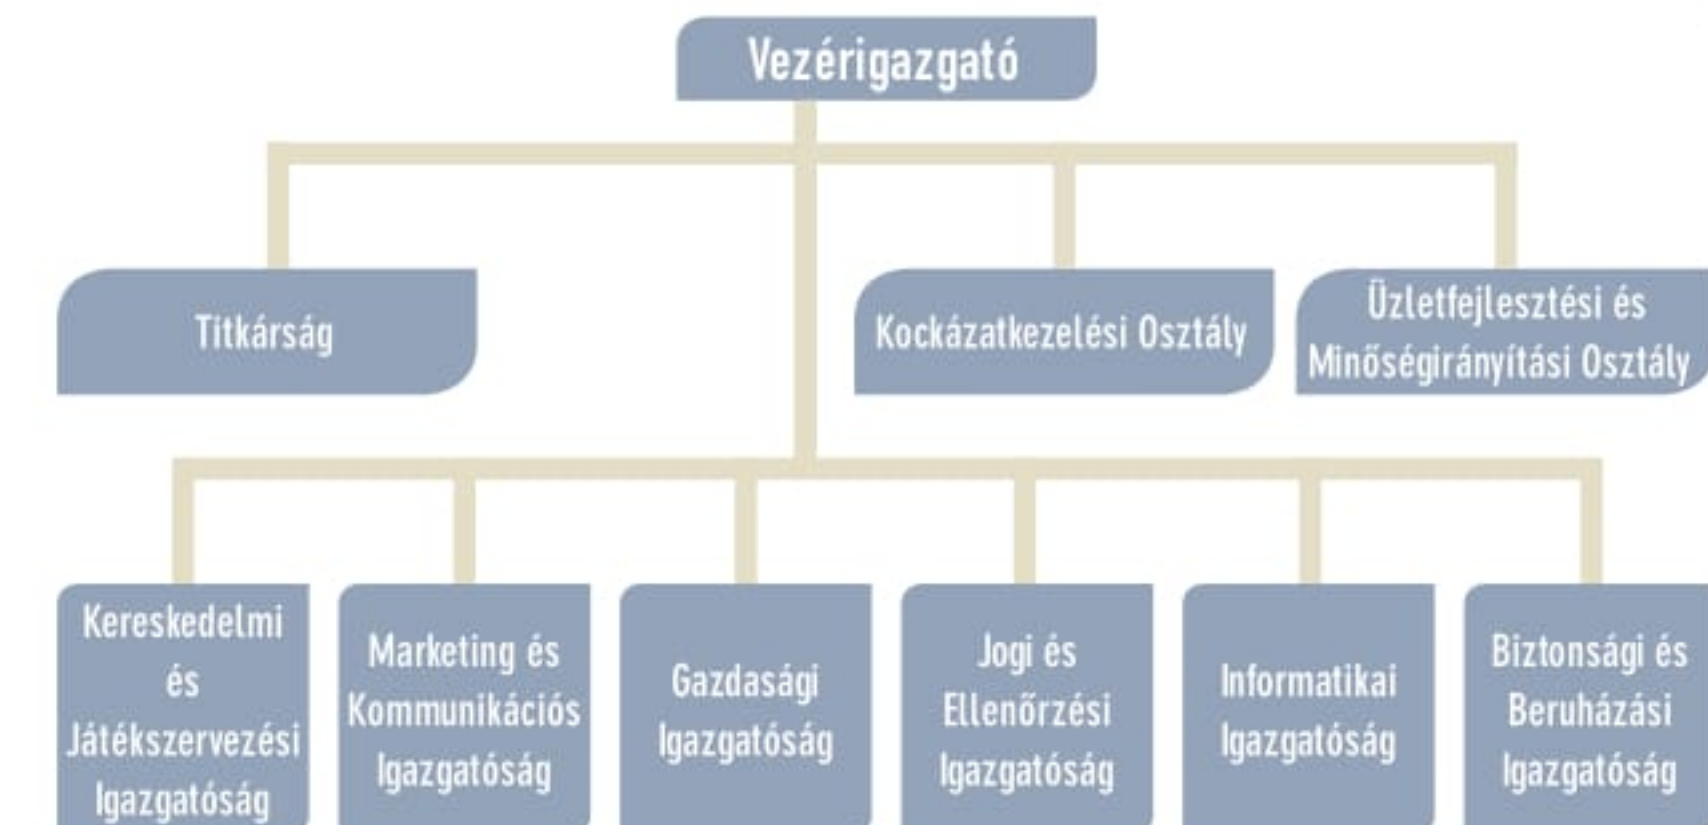 Vezérigazgató
Titkárság
Kockázatkezelési Osztály
Üzletfejlesztési és
Minőségirányítási Osztály
Kereskedelmi
és
Játékszervezési
Igazgatóság
Marketing és
Kommunikációs
Igazgatóság
Gazdasági
Igazgatóság
Jogi és
Ellenőrzési
Igazgatóság
Informatikai
Igazgatóság
Biztonsági és
Beruházási
Igazgatóság